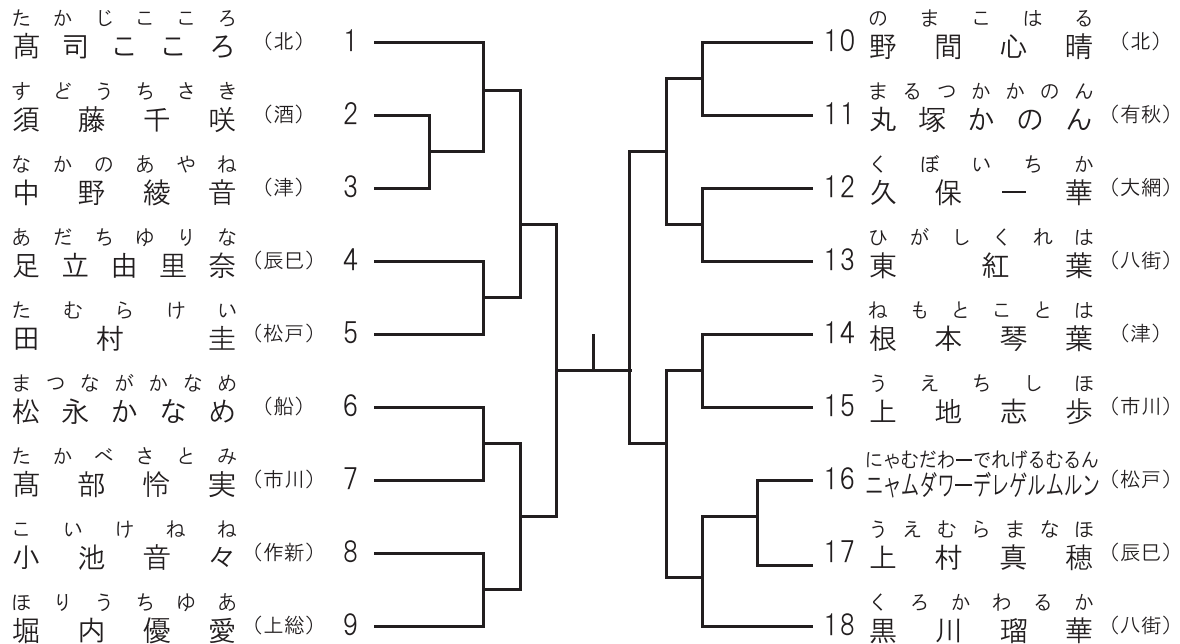 たかじこころ
髙司こころ (北) 1
すどうちさき
須藤千咲 (酒) 2
なかのあやね
中野綾音 (津) 3
あだちゆりな
足立由里奈 (辰巳) 4
たむらけい
田村圭 (松戸) 5
まつながかなめ
松永かなめ (船) 6
たかべさとみ
髙部怜実 (市川) 7
こいけねね
小池音々 (作新) 8
ほりうちゆあ
堀内優愛 (上総) 9
のまこはる
10 野間心晴 (北)
まるつかかのん
11 丸塚かのん (有秋)
くぼいちか
12 久保一華 (大網)
ひがしくれは
13 東紅葉 (八街)
ねもとことは
14 根本琴葉 (津)
うえちしほ
15 上地志歩 (市川)
にゃむだわーでれげるむるん
16 ニャムダワーデレゲルムルン (松戸)
うえむらまなほ
17 上村真穂 (辰巳)
くろかわるか
18 黒川瑠華 (八街)